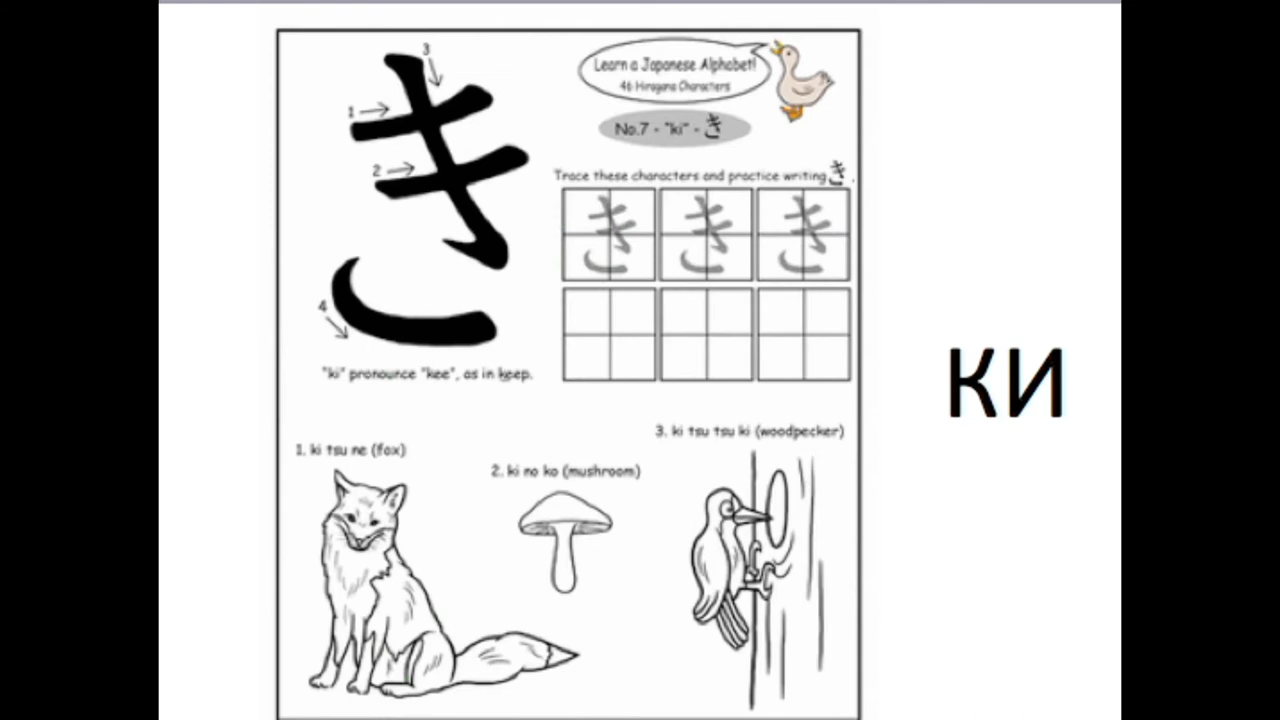 3
1
2
4
き
"ki" pronounce "kee", as in keep.
Learn a Japanese Alphabet!
46 Hiragana Characters
No.7 - "ki" - き
Trace these characters and practice writing き.
き き き
ки
1. ki tsu ne (fox)
2. ki no ko (mushroom)
3. ki tsu tsu ki (woodpecker)